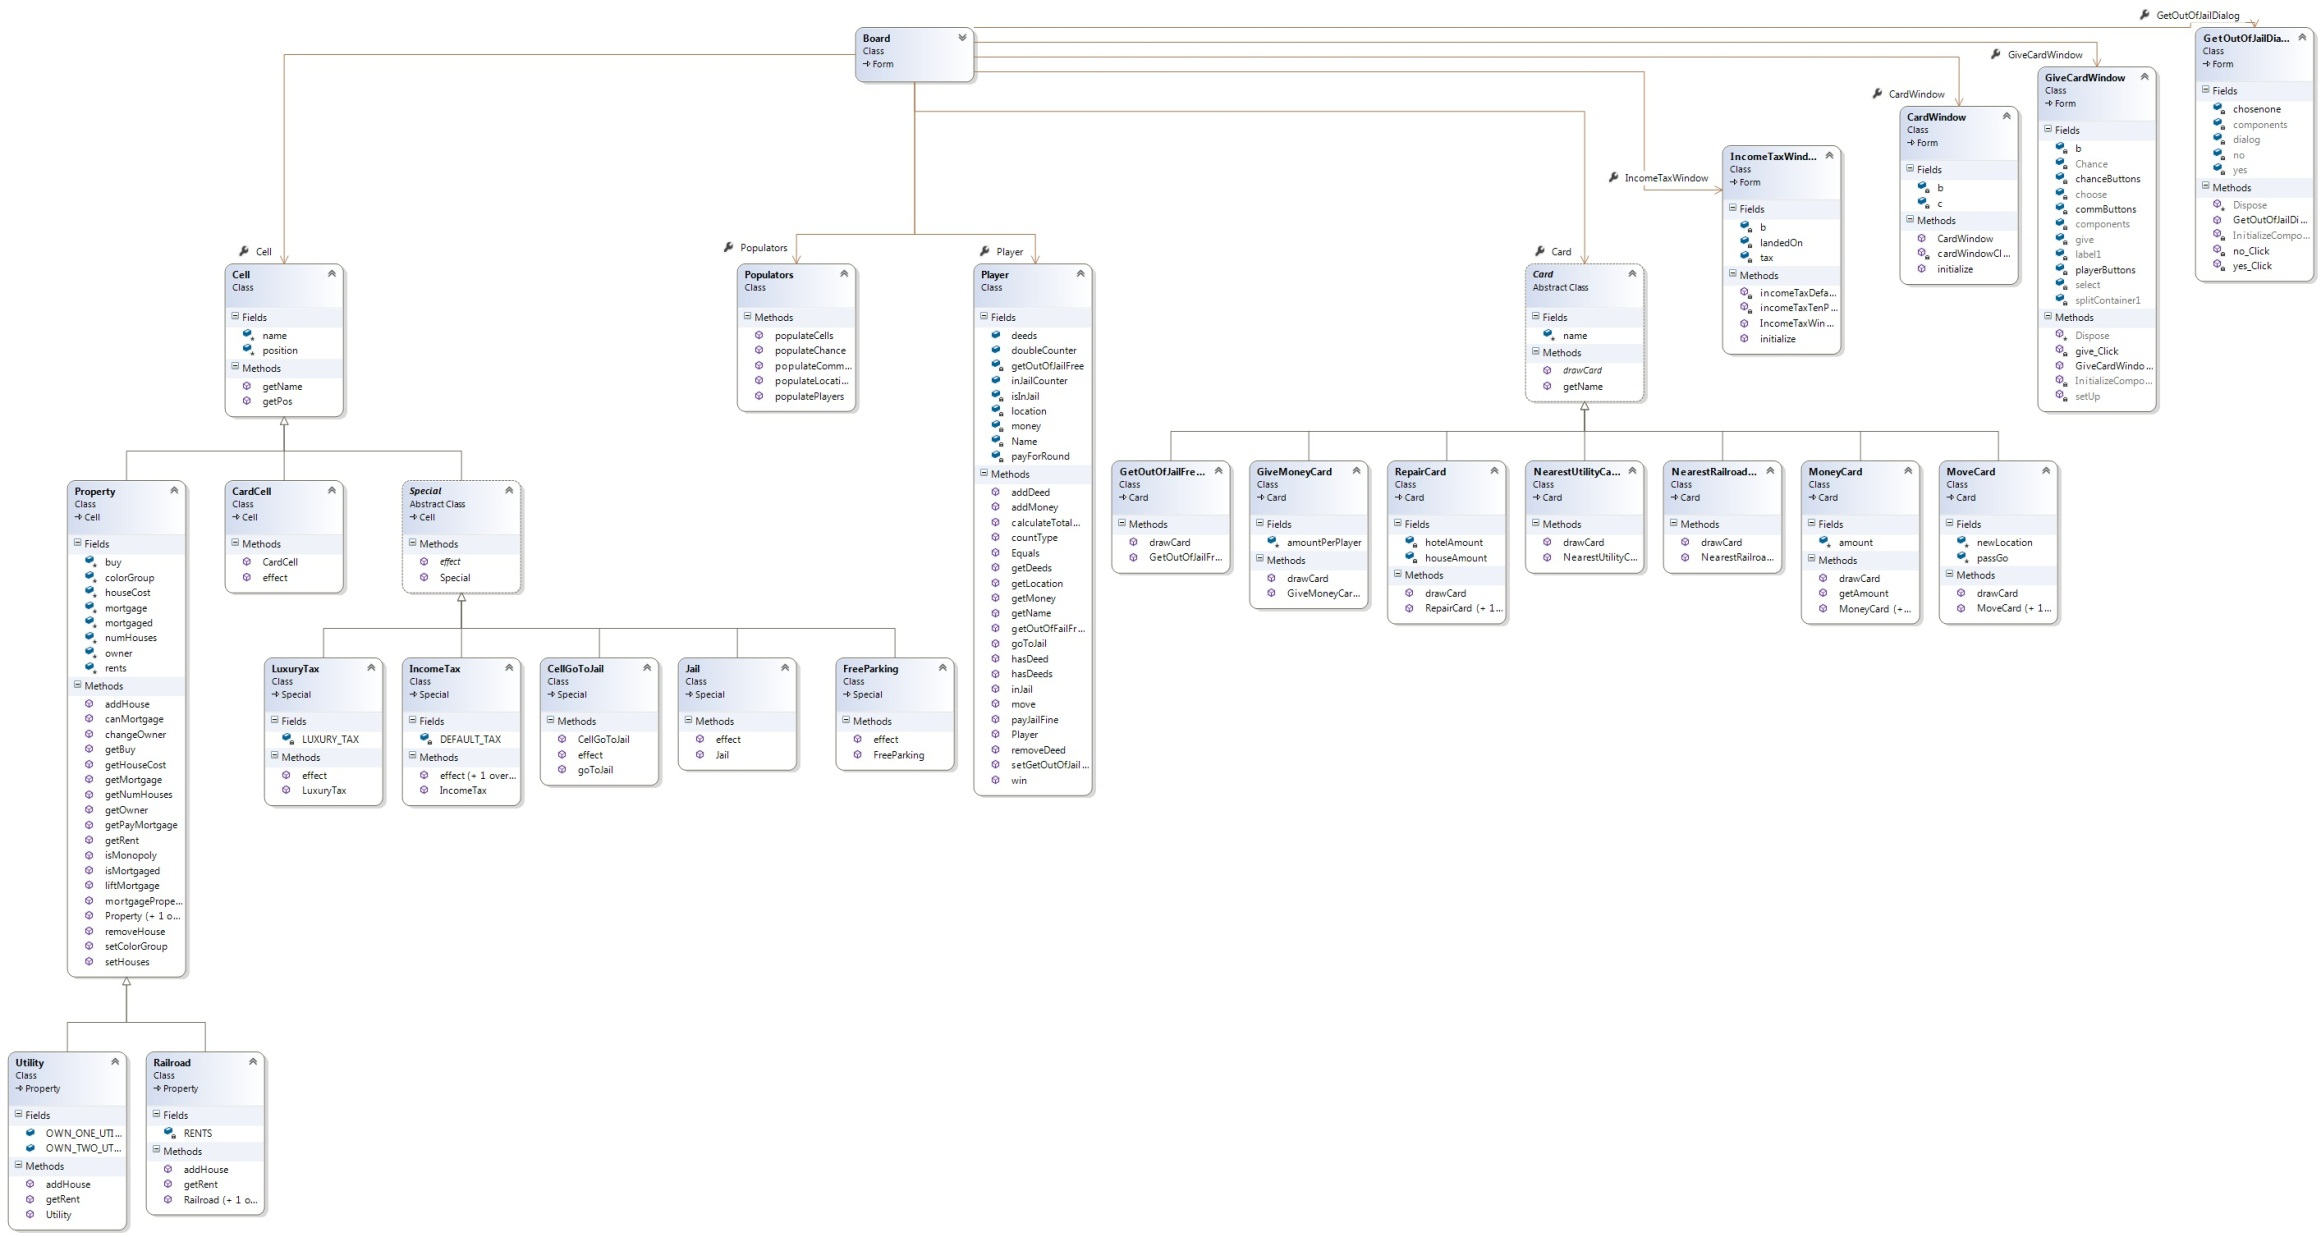 Board
Class
Form
GetOutOfJailDialog
GetOutOfJailDia...
Class
Form
Fields
chosenone
components
dialog
no
yes
Methods
Dispose
GetOutOfJailDi...
InitializeCompo...
no_Click
yes_Click
GiveCardWindow
GiveCardWindow
Class
Form
Fields
b
Chance
chanceButtons
choose
commButtons
components
give
label1
playerButtons
select
splitContainer1
Methods
Dispose
give_Click
GiveCardWindo...
InitializeCompo...
setUp
CardWindow
CardWindow
Class
Form
Fields
b
c
Methods
CardWindow
cardWindowCl...
initialize
IncomeTaxWindow
IncomeTaxWind...
Class
Form
Fields
b
landedOn
tax
Methods
incomeTaxDefa...
incomeTaxTenP...
IncomeTaxWin...
initialize
Cell
Cell
Class
Fields
name
position
Methods
getName
getPos
Populators
Populators
Class
Methods
populateCells
populateChance
populateComm...
populateLocati...
populatePlayers
Player
Player
Class
Fields
deeds
doubleCounter
getOutOfJailFree
inJailCounter
isInJail
location
money
Name
payForRound
Methods
addDeed
addMoney
calculateTotal...
countType
Equals
getDeeds
getLocation
getMoney
getName
getOutOfFailFr...
goToJail
hasDeed
hasDeeds
inJail
move
payJailFine
Player
removeDeed
setGetOutOfJail...
win
Card
Card
Abstract Class
Fields
name
Methods
drawCard
getName
Property
Class
Cell
Fields
buy
colorGroup
houseCost
mortgage
mortgaged
numHouses
owner
rents
Methods
addHouse
canMortgage
changeOwner
getBuy
getHouseCost
getMortgage
getNumHouses
getOwner
getPayMortgage
getRent
isMonopoly
isMortgaged
liftMortgage
mortgagePrope...
Property (+ 1 o...
removeHouse
setColorGroup
setHouses
CardCell
Class
Cell
Methods
CardCell
effect
Special
Abstract Class
Cell
Methods
effect
Special
GetOutOfJailFre...
Class
Card
Methods
drawCard
GetOutOfJailFr...
GiveMoneyCard
Class
Card
Fields
amountPerPlayer
Methods
drawCard
GiveMoneyCar...
RepairCard
Class
Card
Fields
hotelAmount
houseAmount
Methods
drawCard
RepairCard (+ 1...
NearestUtilityCa...
Class
Card
Methods
drawCard
NearestUtilityC...
NearestRailroad...
Class
Card
Methods
drawCard
NearestRailroa...
MoneyCard
Class
Card
Fields
amount
Methods
drawCard
getAmount
MoneyCard (+...
MoveCard
Class
Card
Fields
newLocation
passGo
Methods
drawCard
MoveCard (+ 1...
LuxuryTax
Class
Special
Fields
LUXURY_TAX
Methods
effect
LuxuryTax
IncomeTax
Class
Special
Fields
DEFAULT_TAX
Methods
effect (+ 1 over...
IncomeTax
CellGoToJail
Class
Special
Methods
CellGoToJail
effect
goToJail
Jail
Class
Special
Methods
effect
Jail
FreeParking
Class
Special
Methods
effect
FreeParking
Utility
Class
Property
Fields
OWN_ONE_UTI...
OWN_TWO_UT...
Methods
addHouse
getRent
Utility
Railroad
Class
Property
Fields
RENTS
Methods
addHouse
getRent
Railroad (+ 1 o...